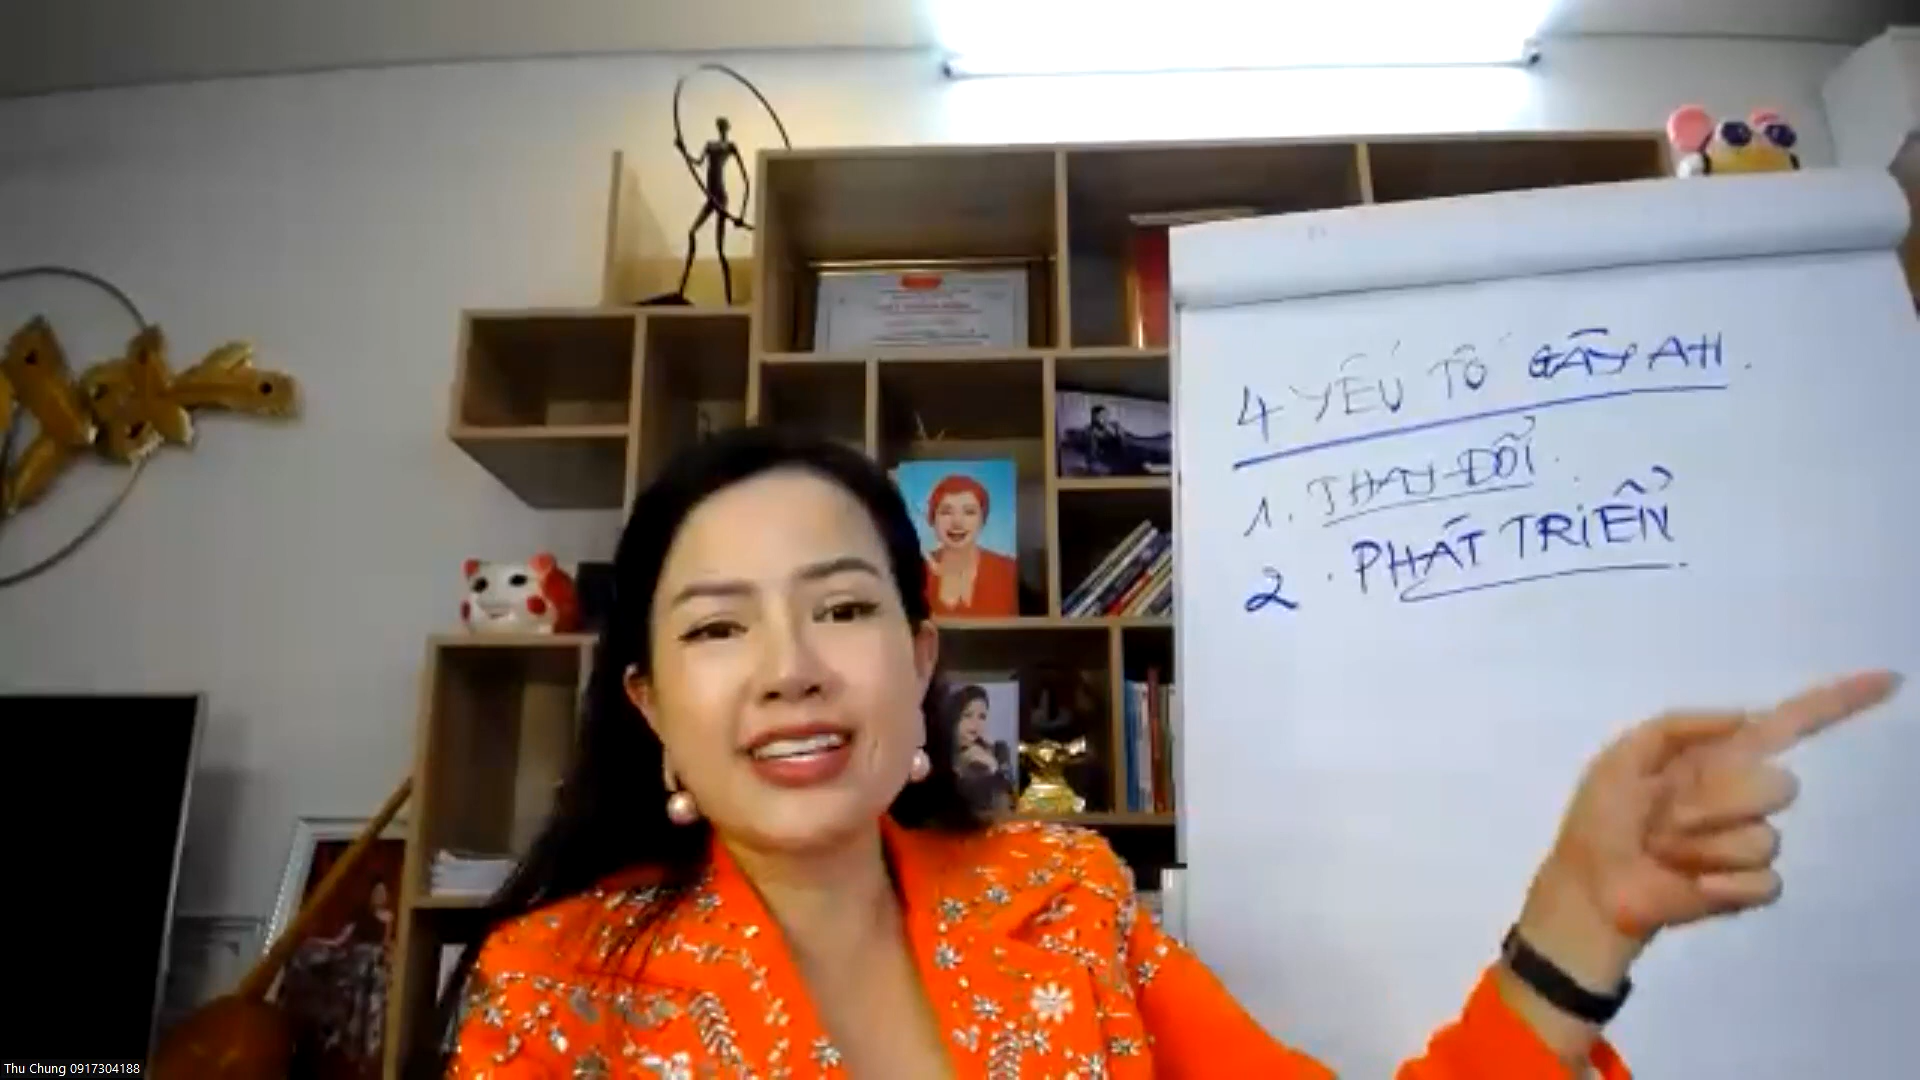 4 YẾU TỐ GÂY AH.
1. THAY ĐỔI.
2. PHÁT TRIỂN
Thu Chung 0917304188